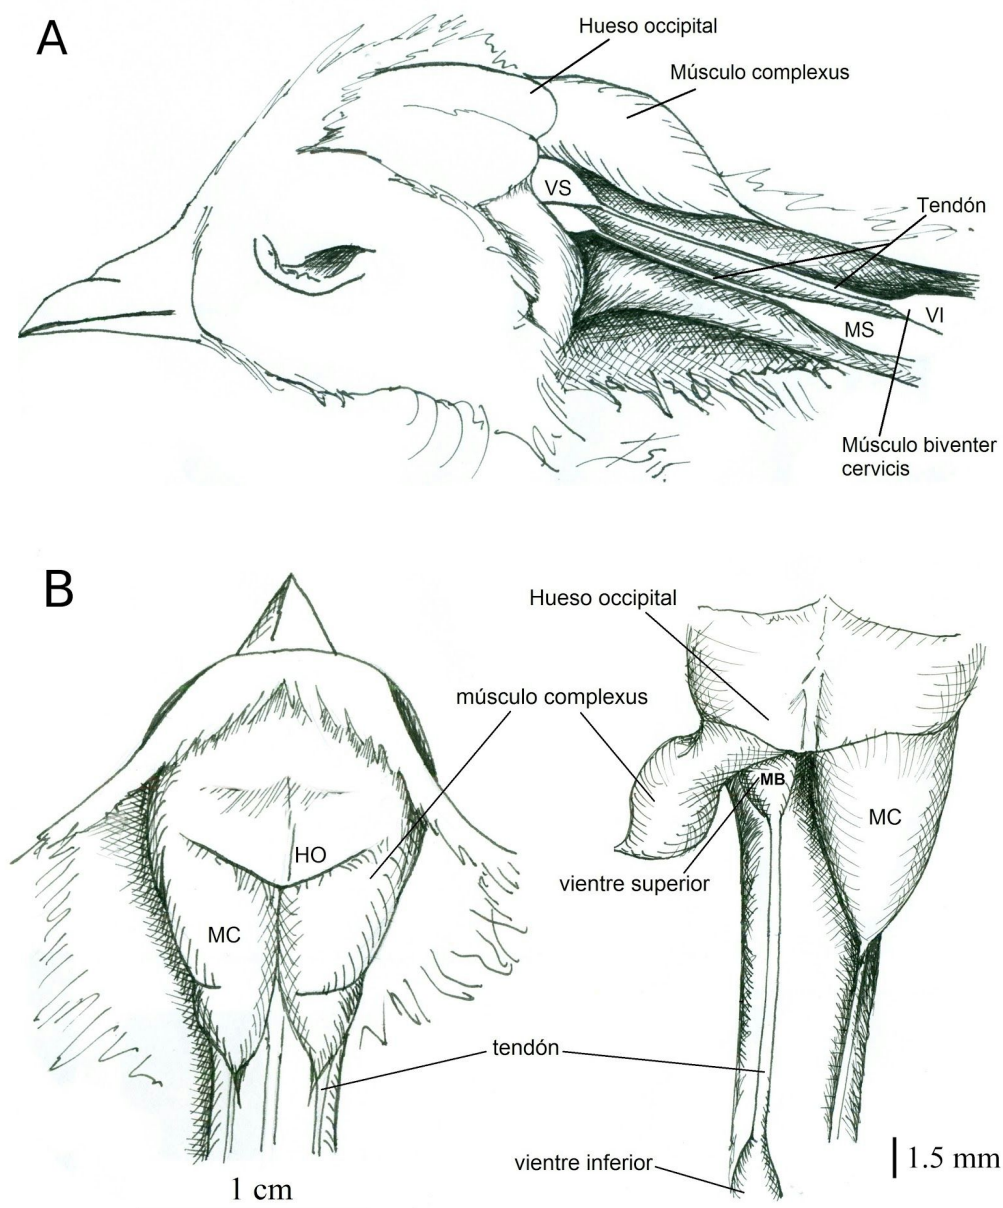 A
Hueso occipital
Músculo complexus
VS
Tendón
MS
VI
Músculo biventer
cervicis
B
Hueso occipital
músculo complexus
MB
HO
MC
MC
vientre superior
tendón
vientre inferior
1.5 mm
1 cm